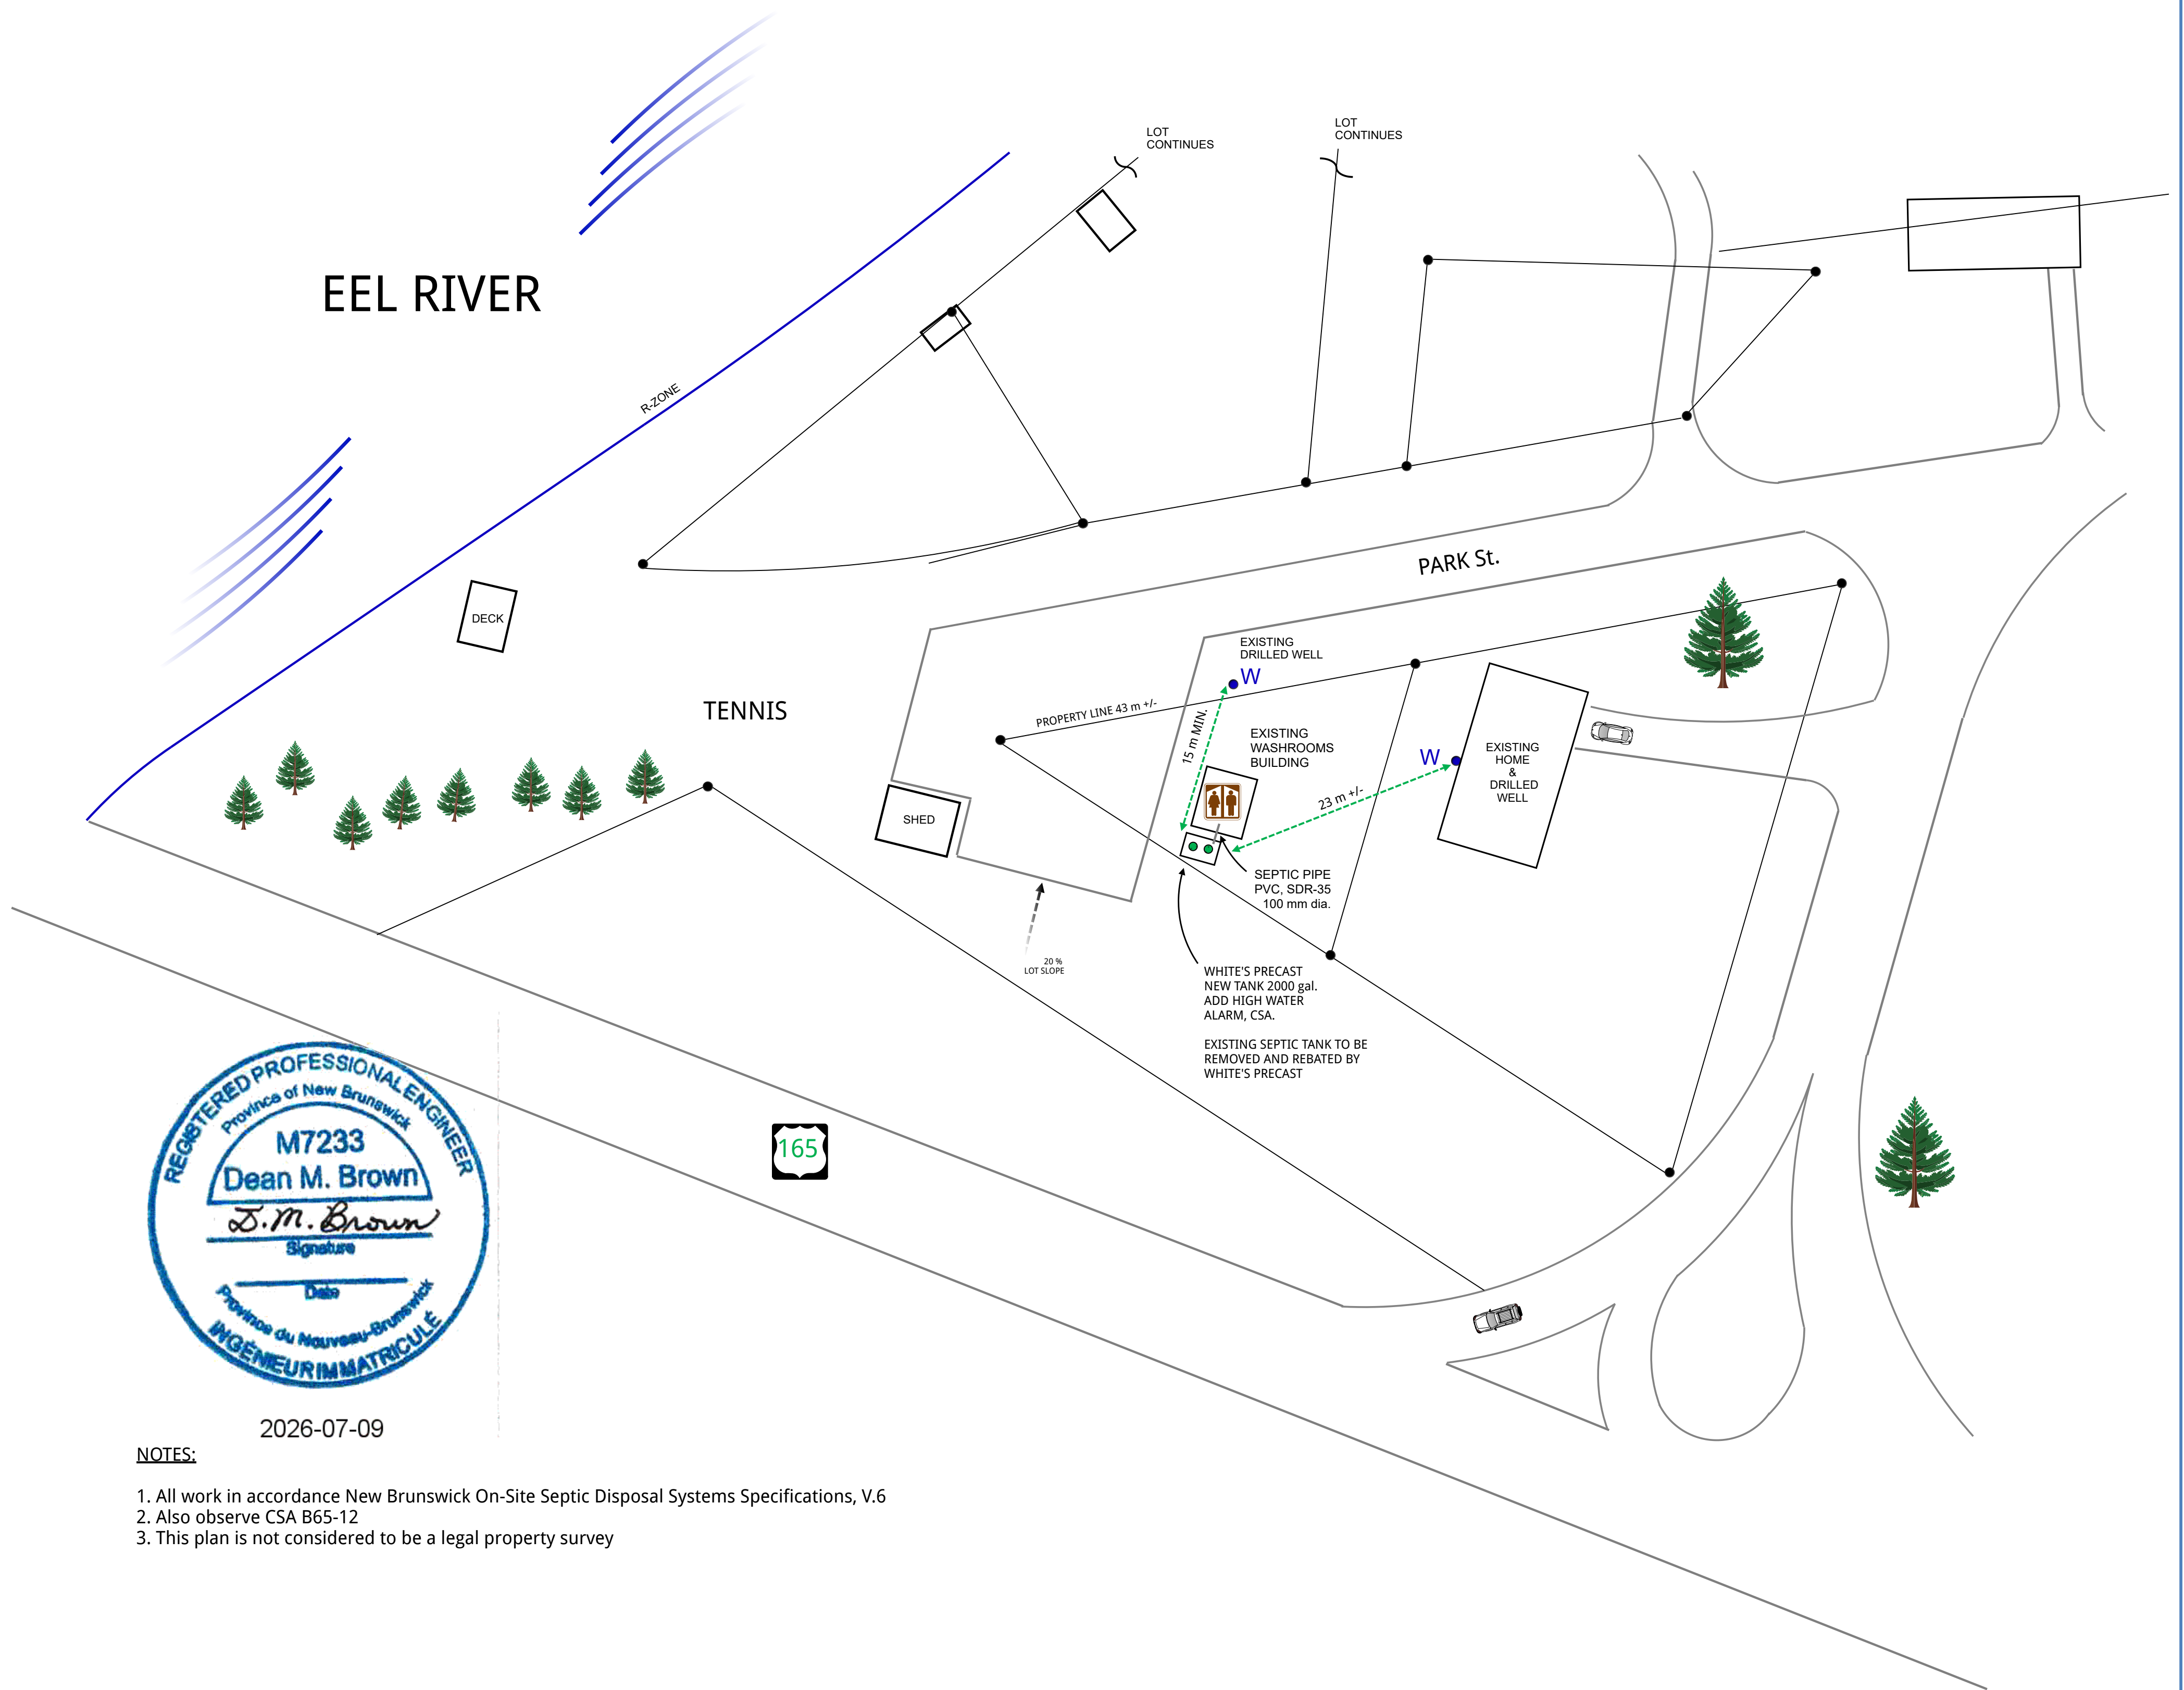 LOT
CONTINUES
LOT
CONTINUES
EEL RIVER
R-ZONE
PARK St.
DECK
TENNIS
EXISTING
DRILLED WELL
W
PROPERTY LINE 43 m +/-
15 m MIN.
EXISTING
WASHROOMS
BUILDING
W
EXISTING
HOME
&
DRILLED
WELL
23 m +/-
SHED
SEPTIC PIPE
PVC, SDR-35
100 mm dia.
20 %
LOT SLOPE
WHITE'S PRECAST
NEW TANK 2000 gal.
ADD HIGH WATER
ALARM, CSA.
EXISTING SEPTIC TANK TO BE
REMOVED AND REBATED BY
WHITE'S PRECAST
165
REGISTERED PROFESSIONAL ENGINEER
Province of New Brunswick
M7233
Dean M. Brown
D.M. Brown
Signature
Date
Province du Nouveau-Brunswick
INGÉNIEUR IMMATRICULÉ
2026-07-09
NOTES:
1. All work in accordance New Brunswick On-Site Septic Disposal Systems Specifications, V.6
2. Also observe CSA B65-12
3. This plan is not considered to be a legal property survey